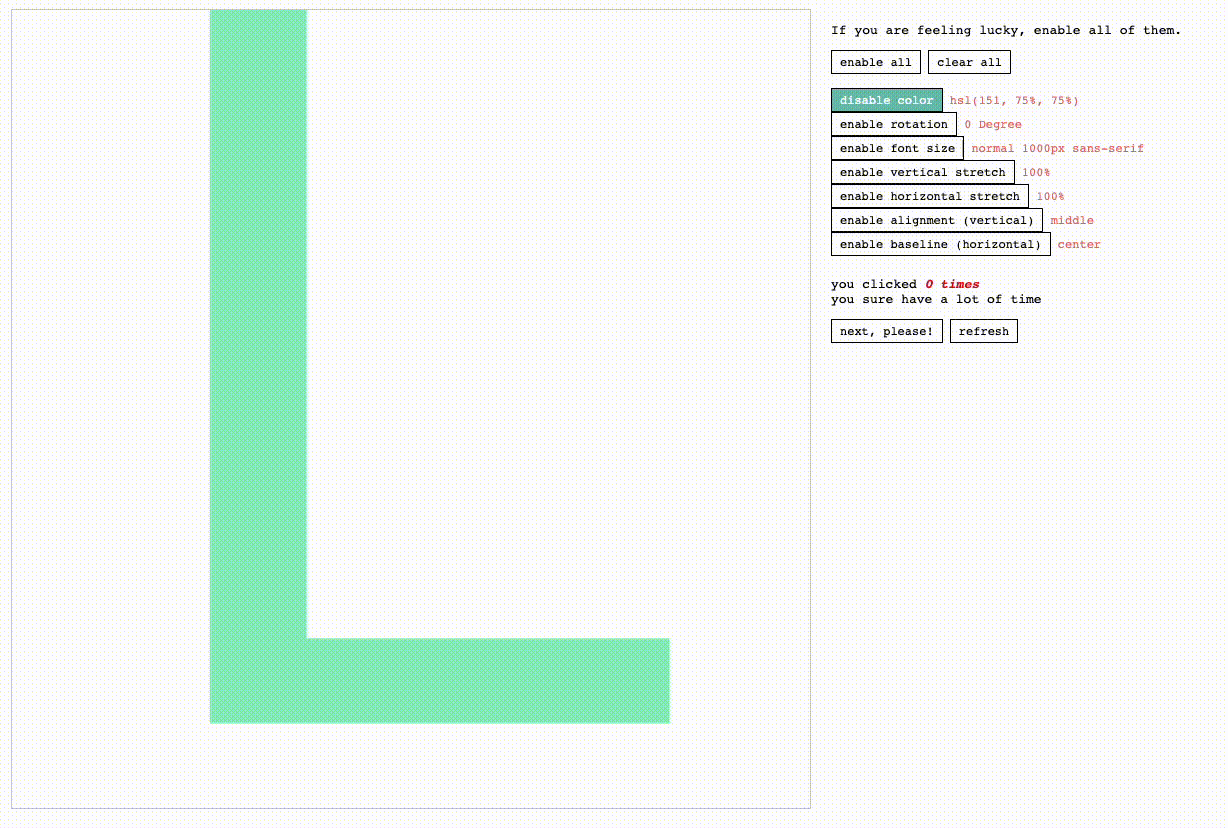 L
If you are feeling lucky, enable all of them.
enable all clear all
disable color hsl(151, 75%, 75%)
enable rotation 0 Degree
enable font size normal 1000px sans-serif
enable vertical stretch 100%
enable horizontal stretch 100%
enable alignment (vertical) middle
enable baseline (horizontal) center
you clicked 0 times
you sure have a lot of time
next, please! refresh